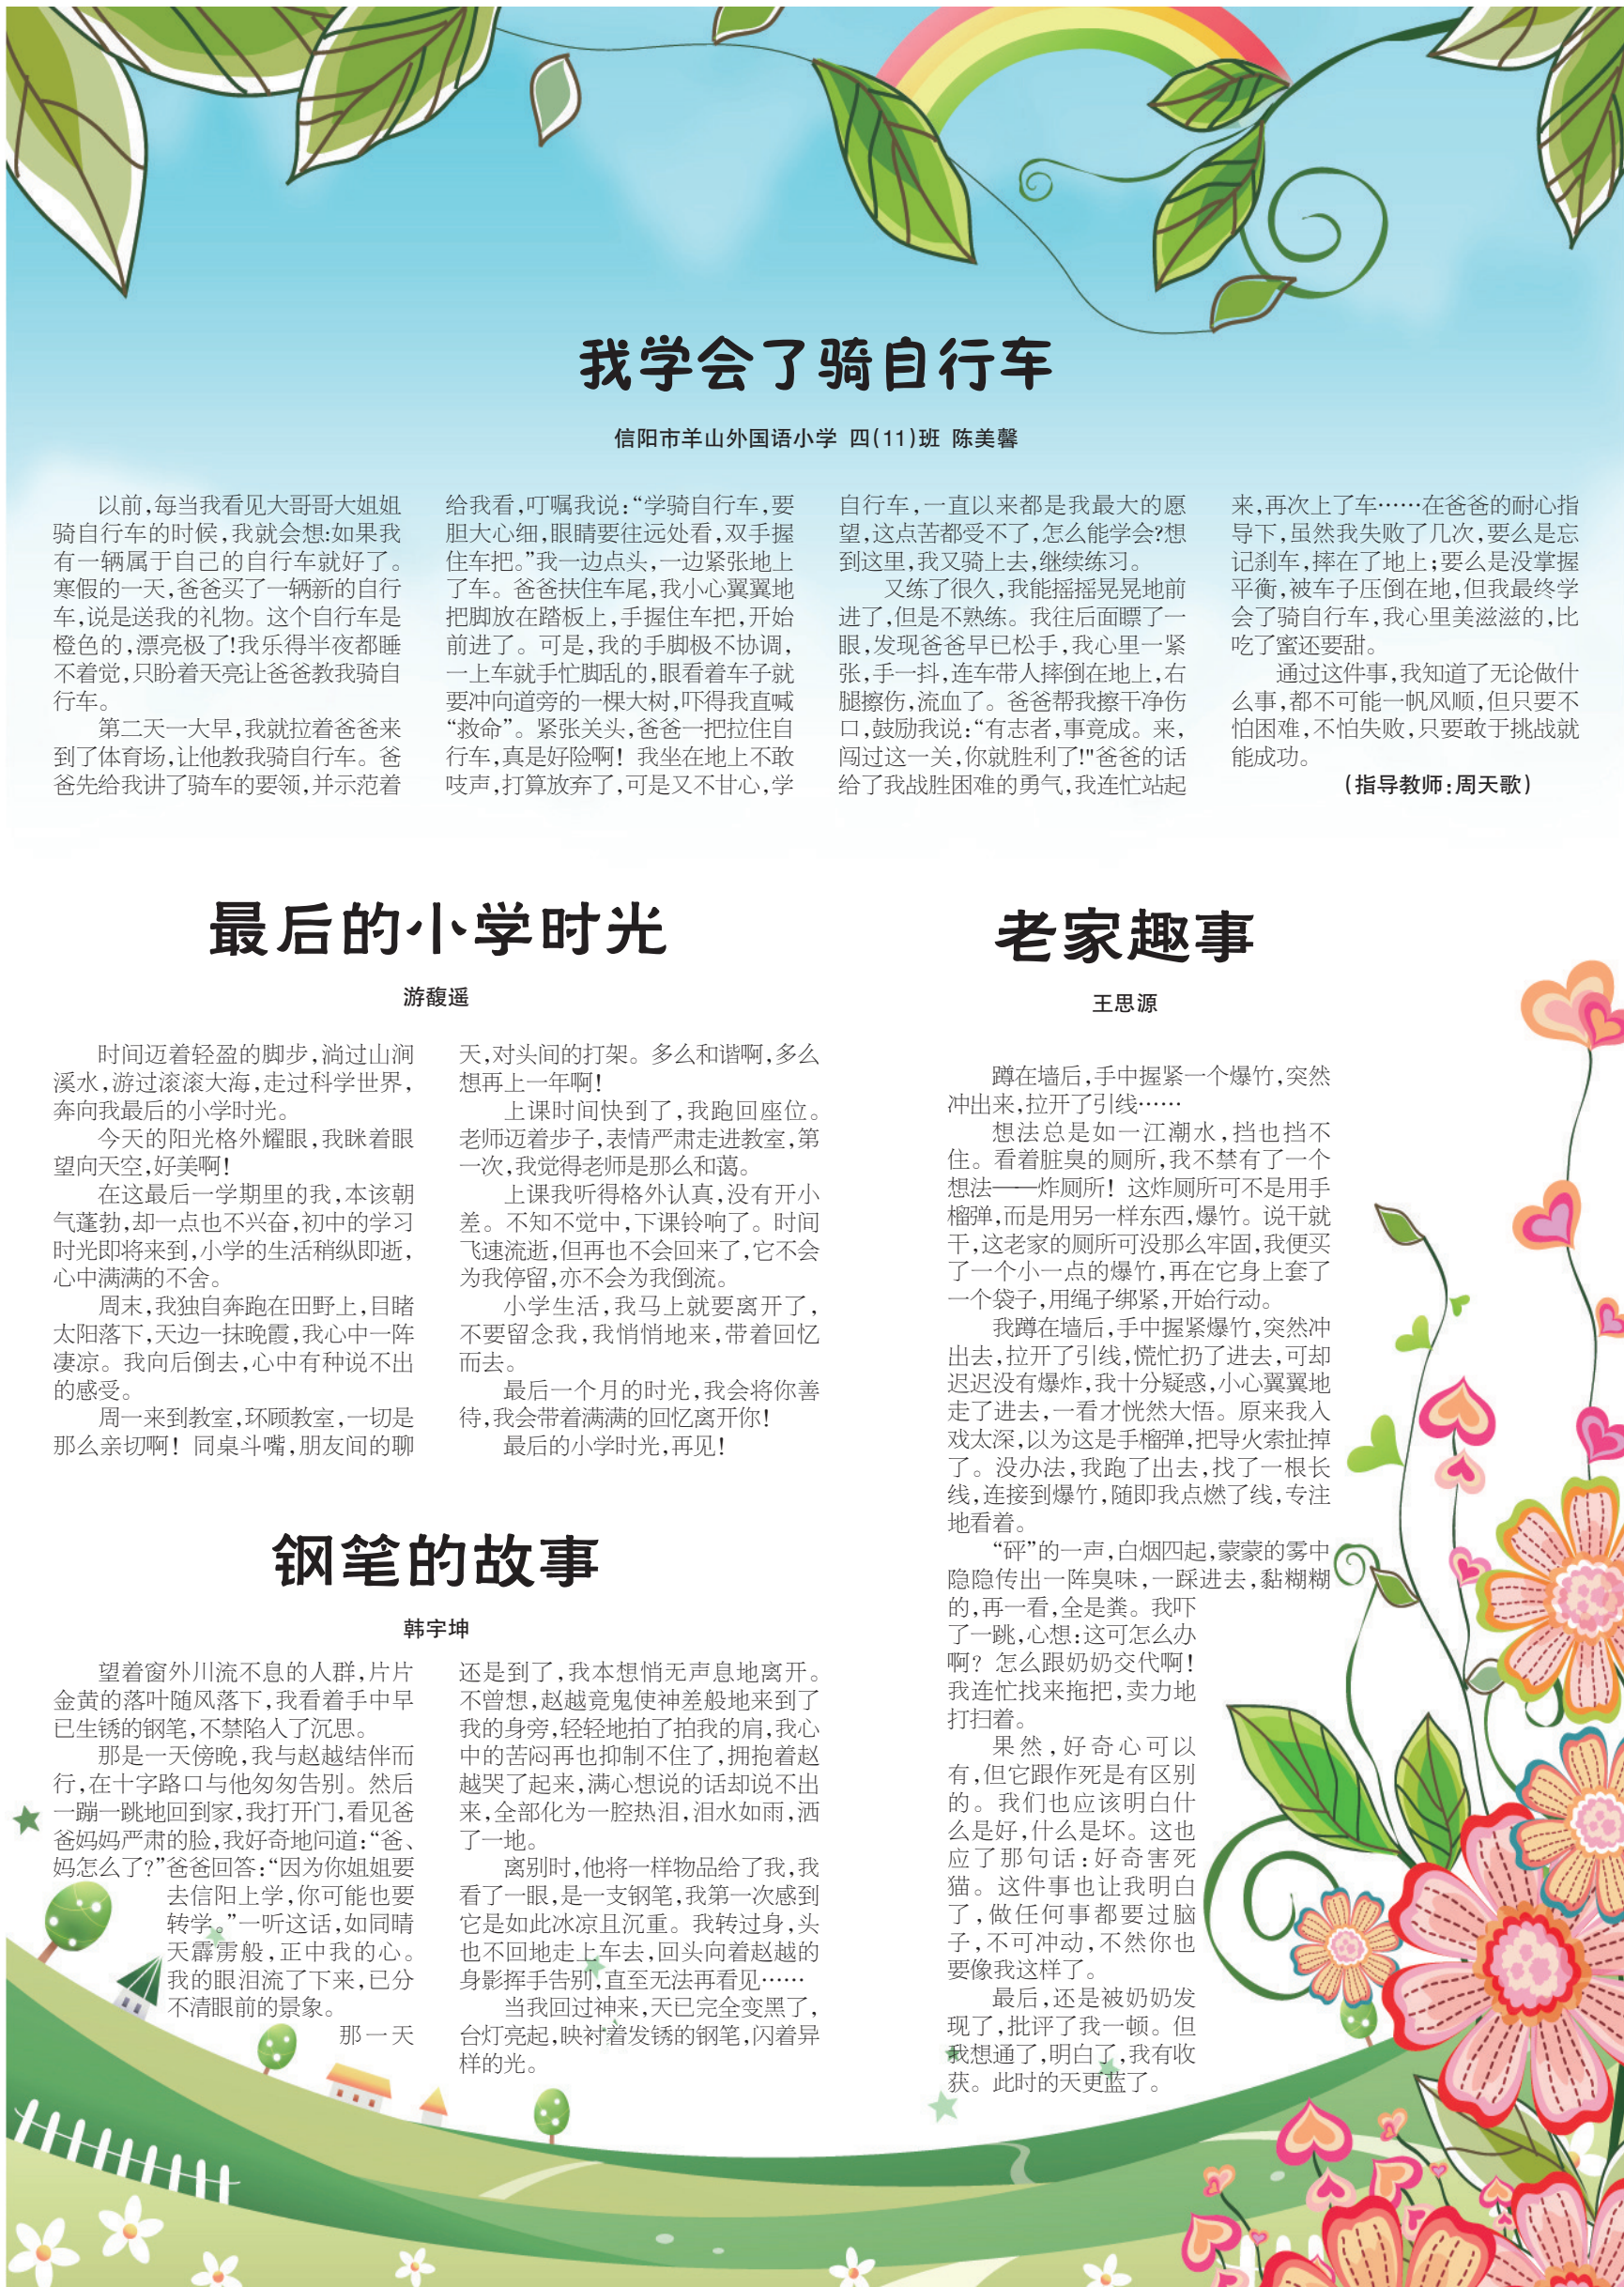 我学会了骑自行车
信阳市羊山外国语小学 四(11)班 陈美馨
以前,每当我看见大哥哥大姐姐
骑自行车的时候,我就会想:如果我
有一辆属于自己的自行车就好了。
寒假的一天,爸爸买了一辆新的自行
车,说是送我的礼物。这个自行车是
橙色的,漂亮极了!我乐得半夜都睡
不着觉,只盼着天亮让爸爸教我骑自
行车。
第二天一大早,我就拉着爸爸来
到了体育场,让他教我骑自行车。爸
爸先给我讲了骑车的要领,并示范着
给我看,叮嘱我说:“学骑自行车,要
胆大心细,眼睛要往远处看,双手握
住车把。”我一边点头,一边紧张地上
了车。爸爸扶住车尾,我小心翼翼地
把脚放在踏板上,手握住车把,开始
前进了。可是,我的手脚极不协调,
一上车就手忙脚乱的,眼看着车子就
要冲向道旁的一棵大树,吓得我直喊
“救命”。紧张关头,爸爸一把拉住自
行车,真是好险啊! 我坐在地上不敢
吱声,打算放弃了,可是又不甘心,学
自行车,一直以来都是我最大的愿
望,这点苦都受不了,怎么能学会?想
到这里,我又骑上去,继续练习。
又练了很久,我能摇摇晃晃地前
进了,但是不熟练。我往后面瞟了一
眼,发现爸爸早已松手,我心里一紧
张,手一抖,连车带人摔倒在地上,右
腿擦伤,流血了。爸爸帮我擦干净伤
口,鼓励我说:“有志者,事竟成。来,
闯过这一关,你就胜利了!"爸爸的话
给了我战胜困难的勇气,我连忙站起
来,再次上了车……在爸爸的耐心指
导下,虽然我失败了几次,要么是忘
记刹车,摔在了地上;要么是没掌握
平衡,被车子压倒在地,但我最终学
会了骑自行车,我心里美滋滋的,比
吃了蜜还要甜。
通过这件事,我知道了无论做什
么事,都不可能一帆风顺,但只要不
怕困难,不怕失败,只要敢于挑战就
能成功。
(指导教师:周天歌)
最后的小学时光
游馥遥
时间迈着轻盈的脚步,淌过山涧
溪水,游过滚滚大海,走过科学世界,
奔向我最后的小学时光。
今天的阳光格外耀眼,我眯着眼
望向天空,好美啊!
在这最后一学期里的我,本该朝
气蓬勃,却一点也不兴奋,初中的学习
时光即将来到,小学的生活稍纵即逝,
心中满满的不舍。
周末,我独自奔跑在田野上,目睹
太阳落下,天边一抹晚霞,我心中一阵
凄凉。我向后倒去,心中有种说不出
的感受。
周一来到教室,环顾教室,一切是
那么亲切啊! 同桌斗嘴,朋友间的聊
天,对头间的打架。多么和谐啊,多么
想再上一年啊!
上课时间快到了,我跑回座位。
老师迈着步子,表情严肃走进教室,第
一次,我觉得老师是那么和蔼。
上课我听得格外认真,没有开小
差。不知不觉中,下课铃响了。时间
飞速流逝,但再也不会回来了,它不会
为我停留,亦不会为我倒流。
小学生活,我马上就要离开了,
不要留念我,我悄悄地来,带着回忆
而去。
最后一个月的时光,我会将你善
待,我会带着满满的回忆离开你!
最后的小学时光,再见!
钢笔的故事
韩宇坤
望着窗外川流不息的人群,片片
金黄的落叶随风落下,我看着手中早
已生锈的钢笔,不禁陷入了沉思。
那是一天傍晚,我与赵越结伴而
行,在十字路口与他匆匆告别。然后
一蹦一跳地回到家,我打开门,看见爸
爸妈妈严肃的脸,我好奇地问道:“爸、
妈怎么了?”爸爸回答:“因为你姐姐要
去信阳上学,你可能也要
转学。”一听这话,如同晴
天霹雳般,正中我的心。
我的眼泪流了下来,已分
不清眼前的景象。
那一天
还是到了,我本想悄无声息地离开。
不曾想,赵越竟鬼使神差般地来到了
我的身旁,轻轻地拍了拍我的肩,我心
中的苦闷再也抑制不住了,拥抱着赵
越哭了起来,满心想说的话却说不出
来,全部化为一腔热泪,泪水如雨,洒
了一地。
离别时,他将一样物品给了我,我
看了一眼,是一支钢笔,我第一次感到
它是如此冰凉且沉重。我转过身,头
也不回地走上车去,回头向着赵越的
身影挥手告别,直至无法再看见……
当我回过神来,天已完全变黑了,
台灯亮起,映衬着发锈的钢笔,闪着异
样的光。
老家趣事
王思源
蹲在墙后,手中握紧一个爆竹,突然
冲出来,拉开了引线……
想法总是如一江潮水,挡也挡不
住。看着脏臭的厕所,我不禁有了一个
想法——炸厕所! 这炸厕所可不是用手
榴弹,而是用另一样东西,爆竹。说干就
干,这老家的厕所可没那么牢固,我便买
了一个小一点的爆竹,再在它身上套了
一个袋子,用绳子绑紧,开始行动。
我蹲在墙后,手中握紧爆竹,突然冲
出去,拉开了引线,慌忙扔了进去,可却
迟迟没有爆炸,我十分疑惑,小心翼翼地
走了进去,一看才恍然大悟。原来我入
戏太深,以为这是手榴弹,把导火索扯掉
了。没办法,我跑了出去,找了一根长
线,连接到爆竹,随即我点燃了线,专注
地看着。
“砰”的一声,白烟四起,蒙蒙的雾中
隐隐传出一阵臭味,一踩进去,黏糊糊
的,再一看,全是粪。我吓
了一跳,心想:这可怎么办
啊? 怎么跟奶奶交代啊!
我连忙找来拖把,卖力地
打扫着。
果然,好奇心可以
有,但它跟作死是有区别
的。我们也应该明白什
么是好,什么是坏。这也
应了那句话:好奇害死
猫。这件事也让我明白
了,做任何事都要过脑
子,不可冲动,不然你也
要像我这样了。
最后,还是被奶奶发
现了,批评了我一顿。但
我想通了,明白了,我有收
获。此时的天更蓝了。